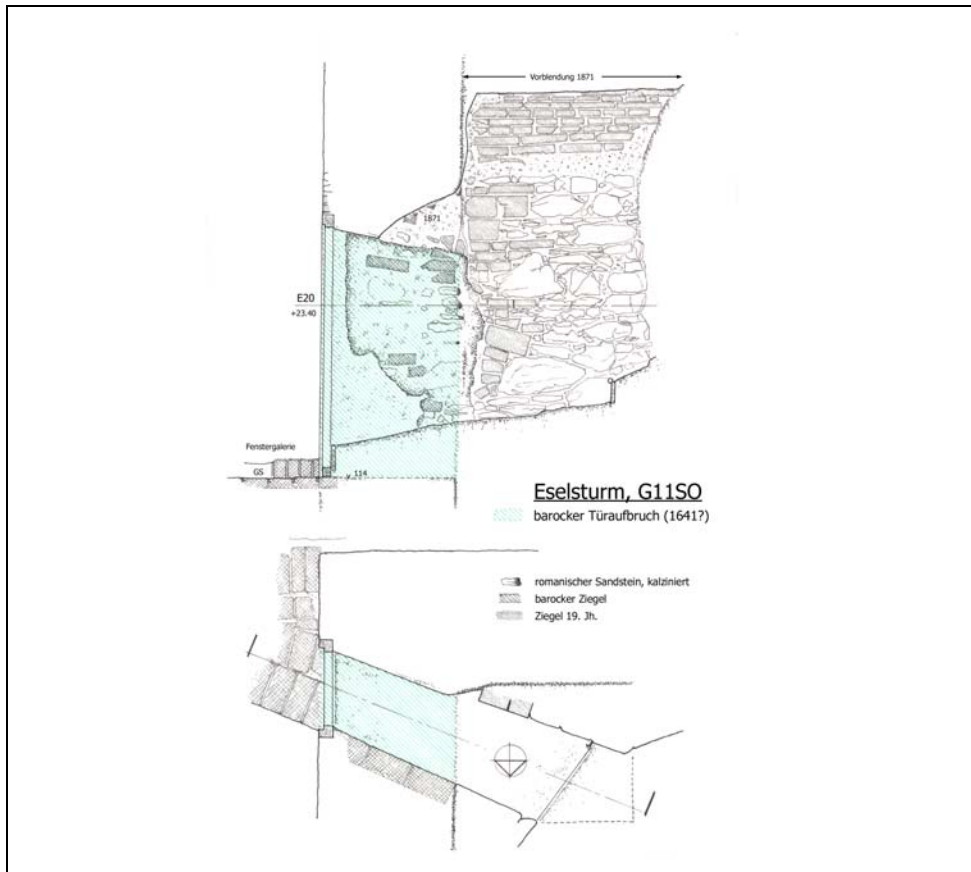 Vorblendung 1871
1871
E20
+23.40
Fenstergalerie
GS
114
Eselsturm, G11SO
barocker Türaufbruch (1641?)
romanischer Sandstein, kalziniert
barocker Ziegel
Ziegel 19. Jh.